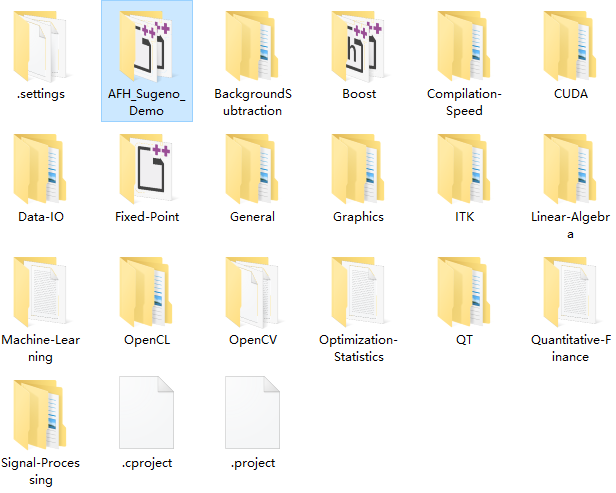 .settings
AFH_Sugeno_
Demo
BackgroundS
ubtraction
Boost
Compilation-
Speed
CUDA
Data-IO
Fixed-Point
General
Graphics
ITK
Linear-Algebr
a
Machine-Lear
ning
OpenCL
OpenCV
Optimization-
Statistics
QT
Quantitative-F
inance
Signal-Proces
sing
.cproject
.project